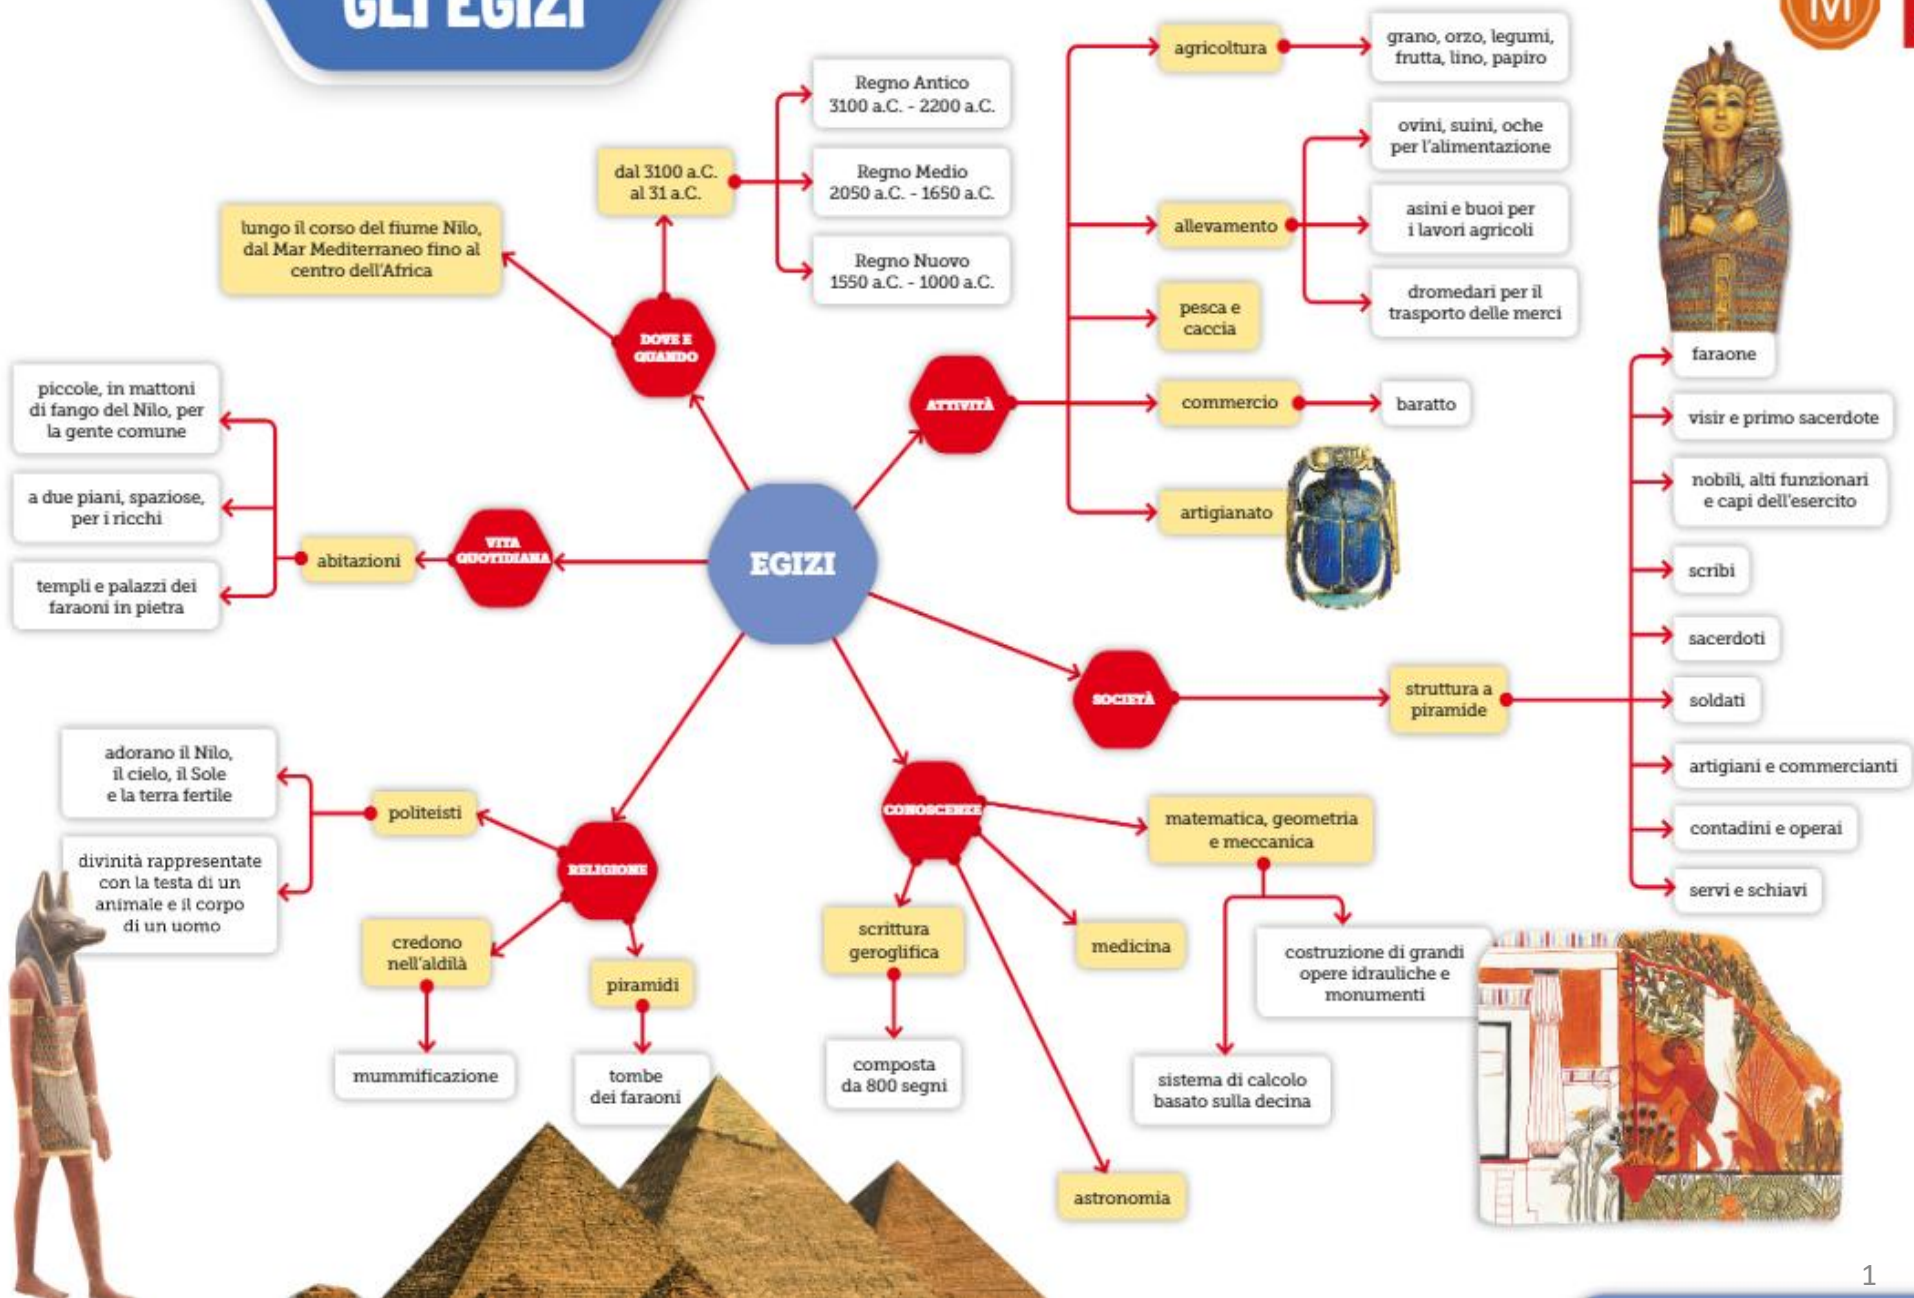 GLI EGIZI
M
EGIZI
DOVE E
QUANDO
lungo il corso del fiume Nilo,
dal Mar Mediterraneo fino al
centro dell'Africa
dal 3100 a.C.
al 31 a.C.
Regno Antico
3100 a.C. - 2200 a.C.
Regno Medio
2050 a.C. - 1650 a.C.
Regno Nuovo
1550 a.C. - 1000 a.C.
ATTIVITÀ
agricoltura
grano, orzo, legumi,
frutta, lino, papiro
allevamento
ovini, suini, oche
per l'alimentazione
asini e buoi per
i lavori agricoli
dromedari per il
trasporto delle merci
pesca e
caccia
commercio
baratto
artigianato
SOCIETÀ
struttura a
piramide
faraone
visir e primo sacerdote
nobili, alti funzionari
e capi dell'esercito
scribi
sacerdoti
soldati
artigiani e commercianti
contadini e operai
servi e schiavi
CONOSCENZE
matematica, geometria
e meccanica
costruzione di grandi
opere idrauliche e
monumenti
sistema di calcolo
basato sulla decina
medicina
astronomia
scrittura
geroglifica
composta
da 800 segni
RELIGIONE
politeisti
adorano il Nilo,
il cielo, il Sole
e la terra fertile
divinità rappresentate
con la testa di un
animale e il corpo
di un uomo
credono
nell'aldilà
mummificazione
piramidi
tombe
dei faraoni
VITA
QUOTIDIANA
abitazioni
piccole, in mattoni
di fango del Nilo, per
la gente comune
a due piani, spaziose,
per i ricchi
templi e palazzi dei
faraoni in pietra
1